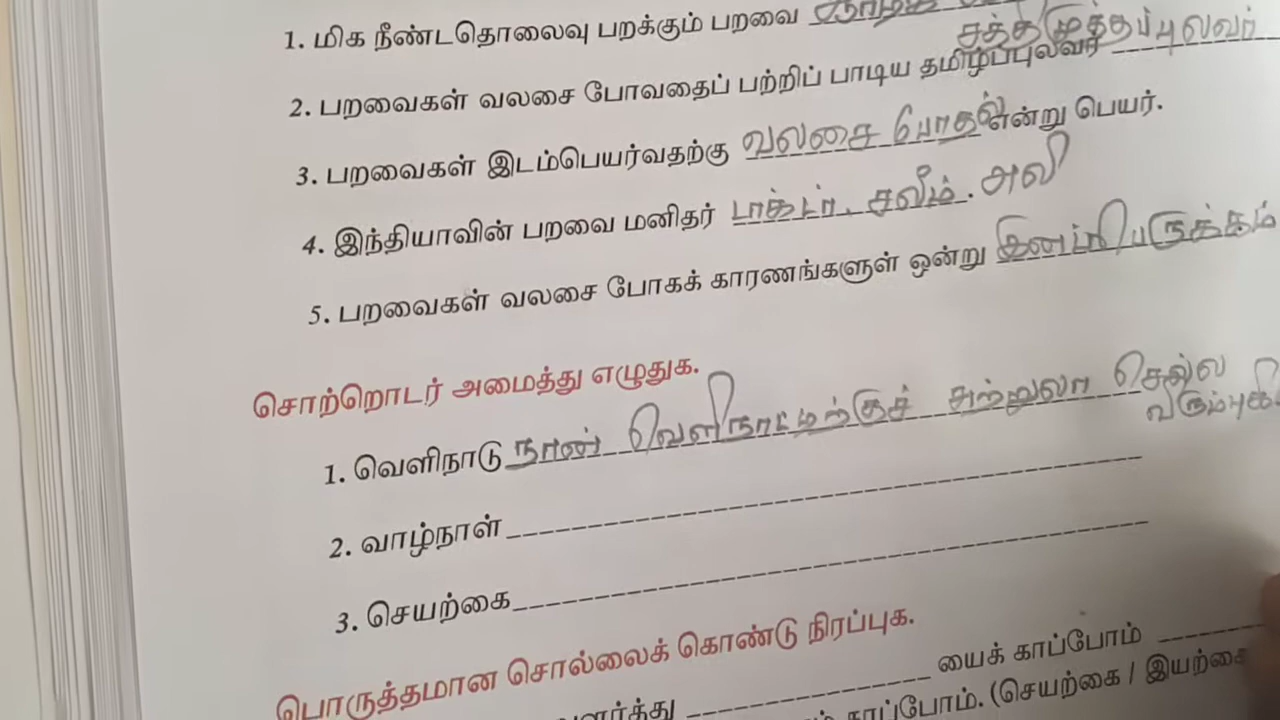 1. மிக நீண்டதொலைவு பறக்கும் பறவை
சத்திமுத்தப்புலவர்
2. பறவைகள் வலசை போவதைப் பற்றிப் பாடிய தமிழ்ப்புலவர்
3. பறவைகள் இடம்பெயர்வதற்கு வலசை போதல் என்று பெயர்.
4. இந்தியாவின் பறவை மனிதர் டாக்டர். சலீம். அலி
5. பறவைகள் வலசை போகக் காரணங்களுள் ஒன்று இனப்பெருக்கம்
சொற்றொடர் அமைத்து எழுதுக.
1. வெளிநாடு நான் வெளிநாட்டிற்குச் சுற்றுலா செல்ல
2. வாழ்நாள்
3. செயற்கை
பொருத்தமான சொல்லைக் கொண்டு நிரப்புக.
யைக் காப்போம்
காப்போம். (செயற்கை / இயற்கை